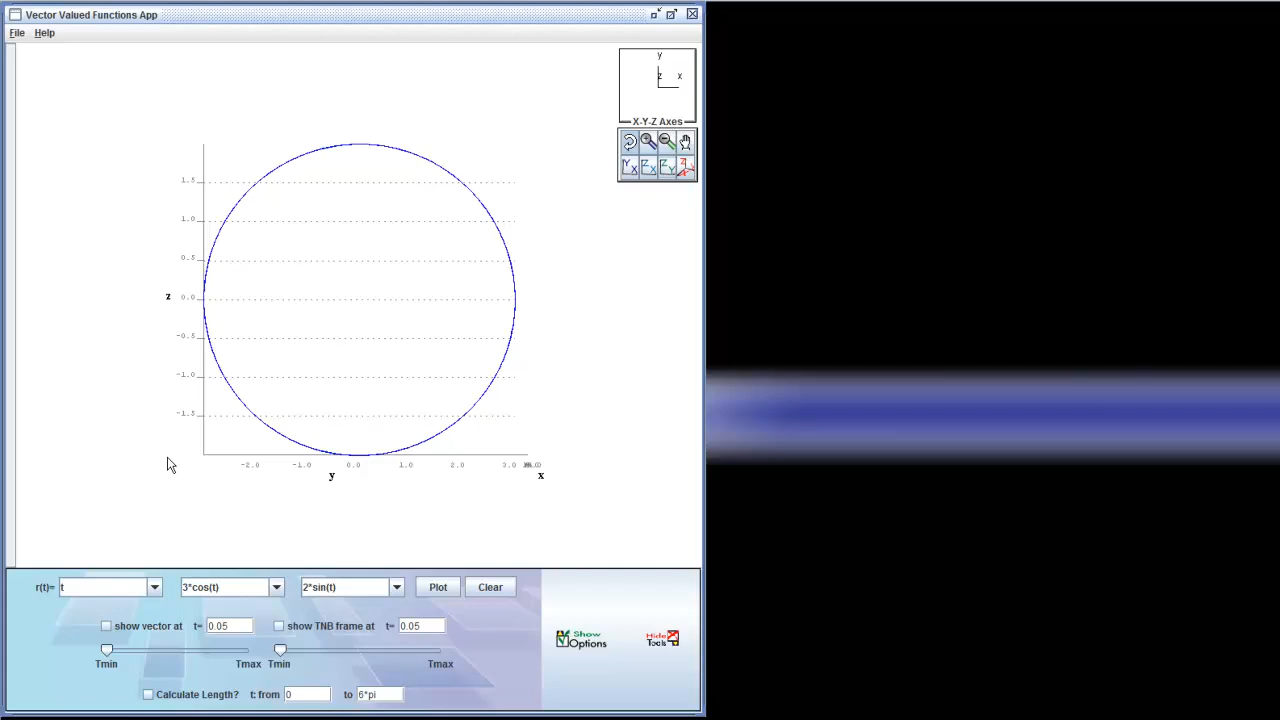 Vector Valued Functions App
File Help
y
z x
X-Y-Z Axes
Y X Z X Z Y Z
1.5
1.0
0.5
z 0.0
-0.5
-1.0
-1.5
-2.0 -1.0 0.0 1.0 2.0 3.0
y x
r(t)= t 3*cos(t) 2*sin(t) Plot Clear
show vector at t= 0.05 show TNB frame at t= 0.05
Show Options Hide Tools
Tmin Tmax Tmin Tmax
Calculate Length? t: from 0 to 6*pi